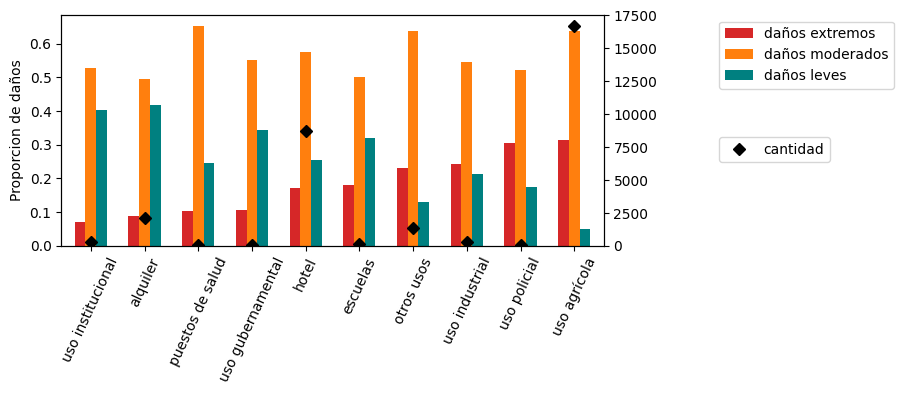 Proporcion de daños
0.6
0.5
0.4
0.3
0.2
0.1
0.0
17500
15000
12500
10000
7500
5000
2500
0
uso institucional
alquiler
puestos de salud
uso gubernamental
hotel
escuelas
otros usos
uso industrial
uso policial
uso agrícola
daños extremos
daños moderados
daños leves
cantidad